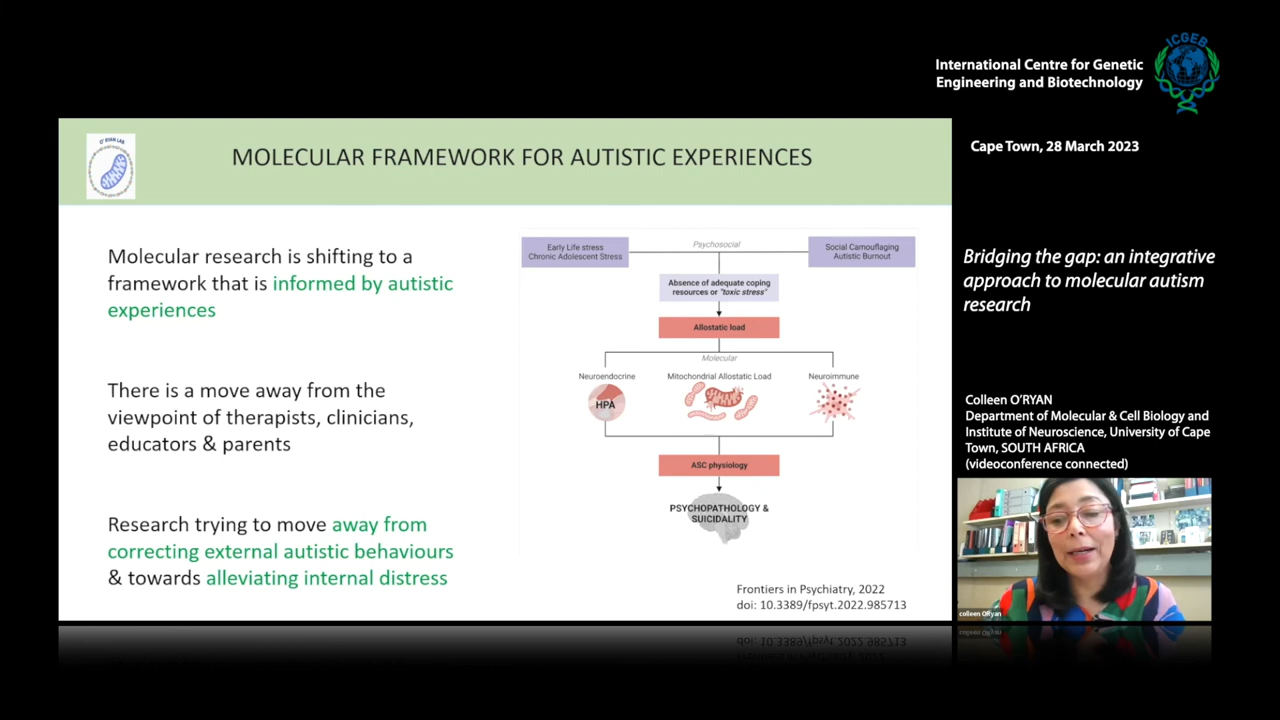 International Centre for Genetic
Engineering and Biotechnology
ICGEB
Cape Town, 28 March 2023
O' RYAN LAB
MOLECULAR FRAMEWORK FOR AUTISTIC EXPERIENCES
Molecular research is shifting to a
framework that is informed by autistic
experiences
There is a move away from the
viewpoint of therapists, clinicians,
educators & parents
Research trying to move away from
correcting external autistic behaviours
& towards alleviating internal distress
Psychosocial
Early Life stress
Chronic Adolescent Stress
Social Camouflaging
Autistic Burnout
Absence of adequate coping
resources or "toxic stress"
Allostatic load
Molecular
Neuroendocrine
Mitochondrial Allostatic Load
Neuroimmune
HPA
ASC physiology
PSYCHOPATHOLOGY &
SUICIDALITY
Frontiers in Psychiatry, 2022
doi: 10.3389/fpsyt.2022.985713
Bridging the gap: an integrative
approach to molecular autism
research
Colleen O'RYAN
Department of Molecular & Cell Biology and
Institute of Neuroscience, University of Cape
Town, SOUTH AFRICA
(videoconference connected)
colleen ORyan